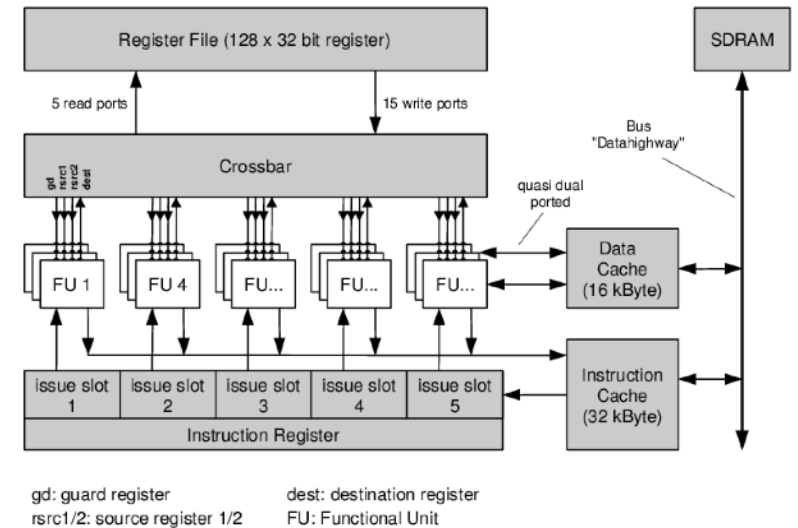 Register File (128 x 32 bit register)
SDRAM
5 read ports
15 write ports
Bus
"Datahighway"
Crossbar
gd
rsrc1
rsrc2
dest
quasi dual
ported
Data
Cache
(16 kByte)
FU 1
FU 4
FU...
FU...
FU...
Instruction
Cache
(32 kByte)
issue slot
1
issue slot
2
issue slot
3
issue slot
4
issue slot
5
Instruction Register
gd: guard register
dest: destination register
rsrc1/2: source register 1/2
FU: Functional Unit